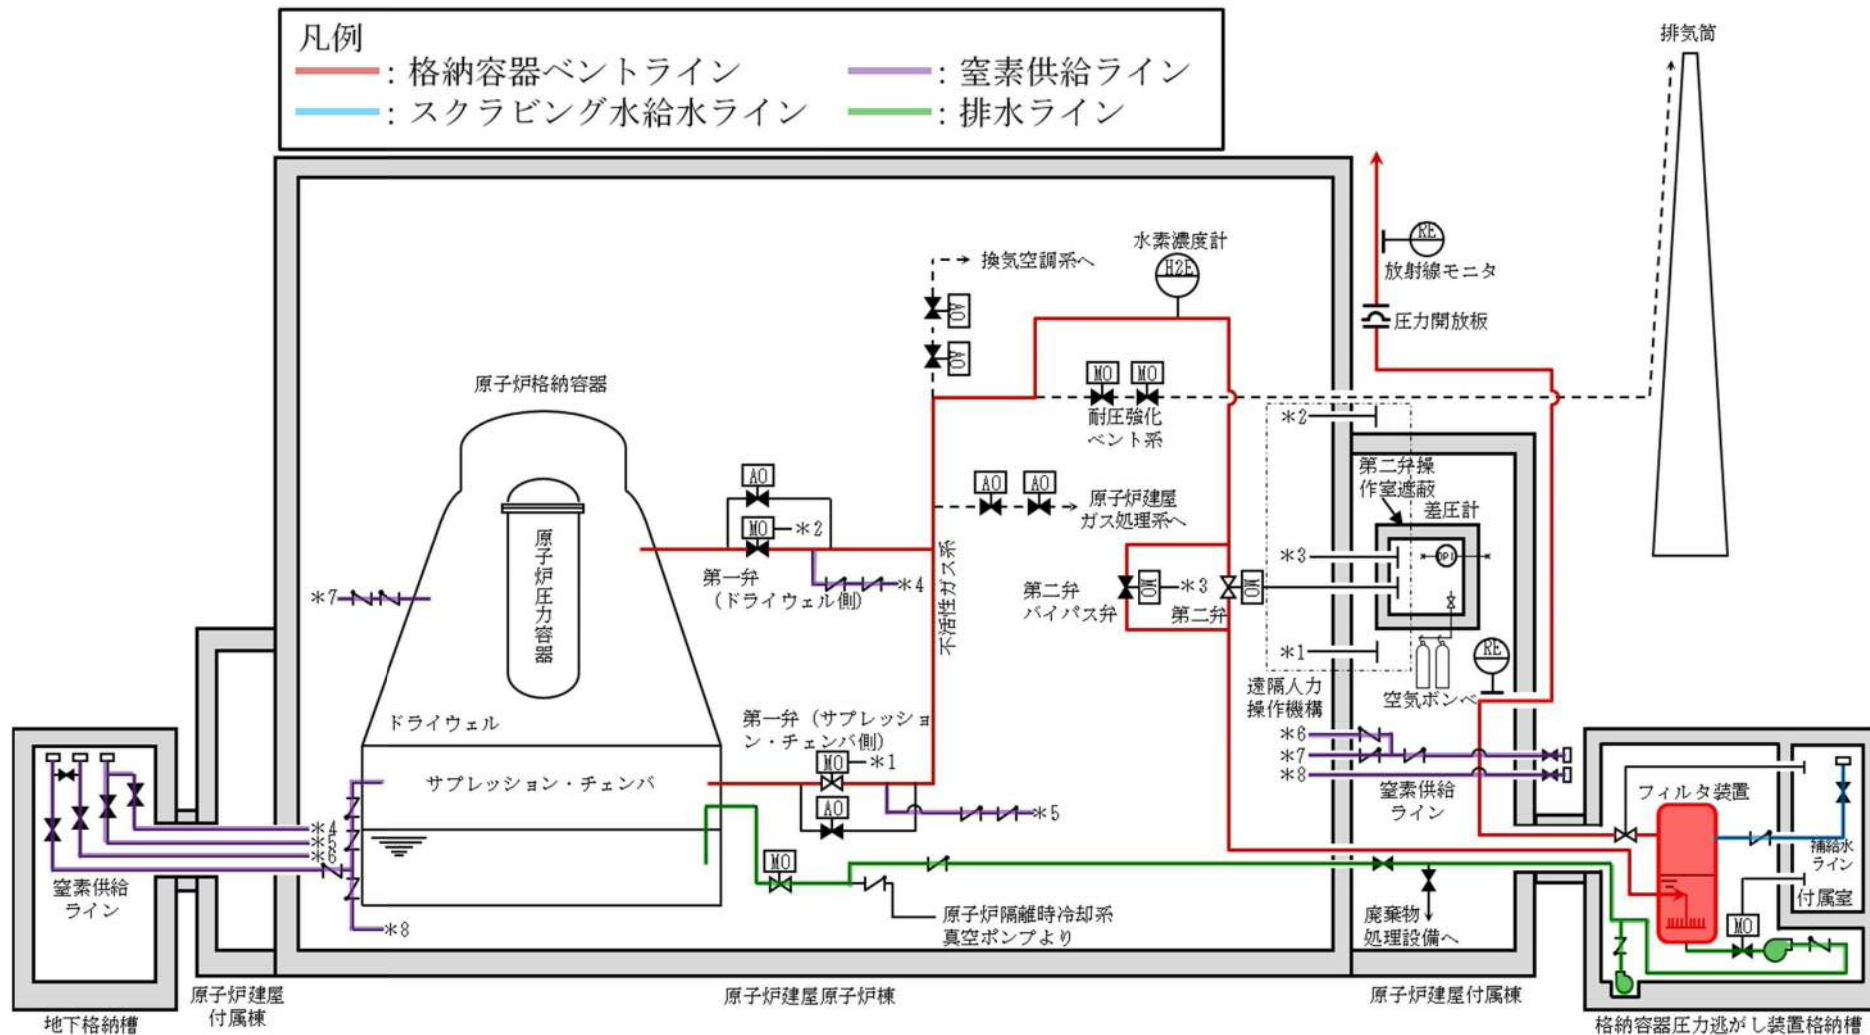 凡例
: 格納容器ベントライン
: 窒素供給ライン
: スクラビング水給水ライン
: 排水ライン
排気筒
水素濃度計
H2E
換気空調系へ
AO
AO
RE
放射線モニタ
圧力開放板
原子炉格納容器
MO
MO
耐圧強化
ベント系
*2
第二弁操
作室遮蔽
差圧計
AO
MO
*2
AO
AO
原子炉建屋
ガス処理系へ
原子炉圧力容器
第一弁
(ドライウェル側)
*4
不活性ガス系
*7
第二弁
バイパス弁
MO
*3
第二弁
MO
*3
DPI
*1
RE
遠隔人力
操作機構
空気ボンベ
ドライウェル
第一弁(サプレッショ
ン・チェンバ側)
MO
*1
AO
*5
サプレッション・チェンバ
*6
*7
*8
窒素供給
ライン
フィルタ装置
補給水
ライン
付属室
MO
*4
*5
*6
窒素供給
ライン
*8
MO
原子炉隔離時冷却系
真空ポンプより
廃棄物
処理設備へ
地下格納槽
原子炉建屋
付属棟
原子炉建屋原子炉棟
原子炉建屋付属棟
格納容器圧力逃がし装置格納槽